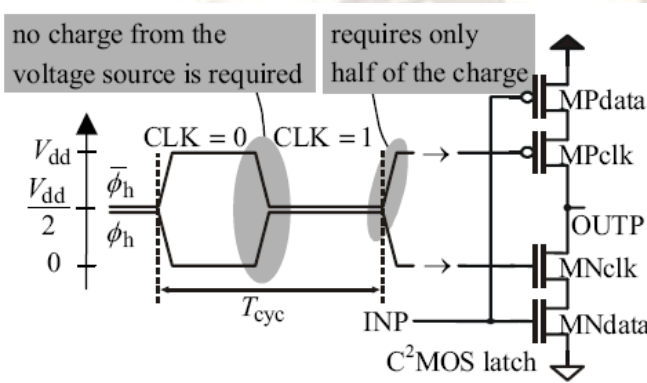 no charge from the
voltage source is required
requires only
half of the charge
MPdata
CLK = 0
CLK = 1
Vdd
MPclk
Vdd
2
ϕ̄h
ϕh
OUTP
0
MNclk
Tcyc
INP
MNdata
C²MOS latch